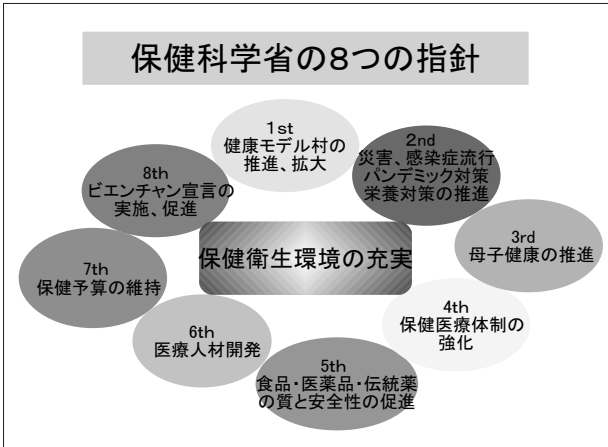 保健科学省の8つの指針
1st
健康モデル村の
推進、拡大
2nd
災害、感染症流行
パンデミック対策
栄養対策の推進
3rd
母子健康の推進
4th
保健医療体制の
強化
5th
食品・医薬品・伝統薬
の質と安全性の促進
6th
医療人材開発
7th
保健予算の維持
8th
ビエンチャン宣言の
実施、促進
保健衛生環境の充実